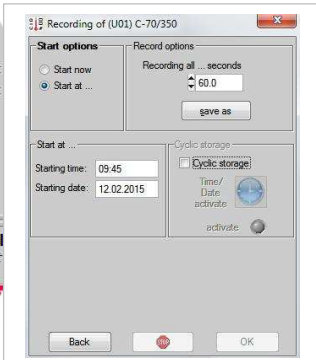 Recording of (U01) C-70/350
Start options
Start now
Start at ...
Record options
Recording all ... seconds
60.0
save as
Start at ...
Starting time: 09:45
Starting date: 12.02.2015
Cyclic storage
Cyclic storage
Time/
Date
activate
activate
Back
STOP
OK